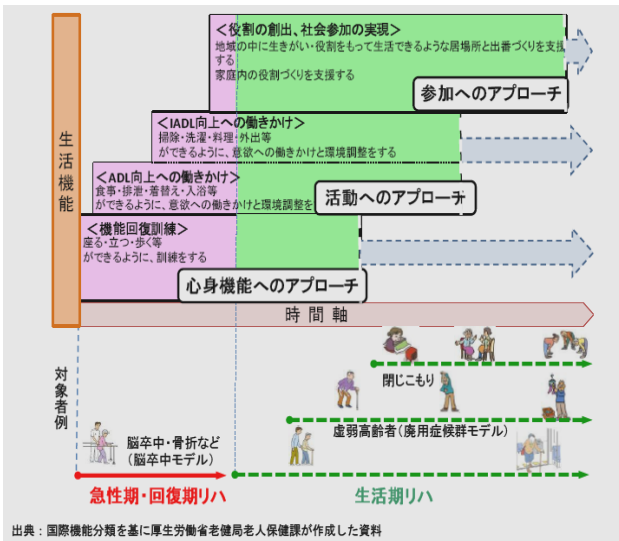 ＜役割の創出、社会参加の実現＞
地域の中に生きがい・役割をもって生活できるような居場所と出番づくりを支援
する
家庭内の役割づくりを支援する
参加へのアプローチ
＜IADL向上への働きかけ＞
掃除・洗濯・料理・外出等
ができるように、意欲への働きかけと環境調整をする
生活機能
＜ADL向上への働きかけ＞
食事・排泄・着替え・入浴等
ができるように、意欲への働きかけと環境調整を
活動へのアプローチ
＜機能回復訓練＞
座る・立つ・歩く等
ができるように、訓練をする
心身機能へのアプローチ
時間軸
対象者例
閉じこもり
虚弱高齢者(廃用症候群モデル)
脳卒中・骨折など
(脳卒中モデル)
急性期・回復期リハ
生活期リハ
出典：国際機能分類を基に厚生労働省老健局老人保健課が作成した資料